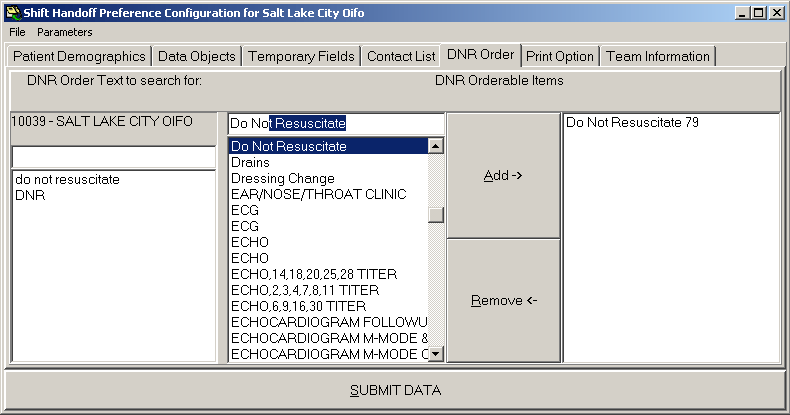 Shift Handoff Preference Configuration for Salt Lake City Oifo
File Parameters
Patient Demographics Data Objects Temporary Fields Contact List DNR Order Print Option Team Information
DNR Order Text to search for: DNR Orderable Items
10039 - SALT LAKE CITY OIFO
do not resuscitate
DNR
Do Not Resuscitate
Do Not Resuscitate
Drains
Dressing Change
EAR/NOSE/THROAT CLINIC
ECG
ECG
ECHO
ECHO
ECHO,14,18,20,25,28 TITER
ECHO,2,3,4,7,8,11 TITER
ECHO,6,9,16,30 TITER
ECHOCARDIOGRAM FOLLOWU
ECHOCARDIOGRAM M-MODE &
ECHOCARDIOGRAM M-MODE C
Add ->
Remove <-
Do Not Resuscitate 79
SUBMIT DATA